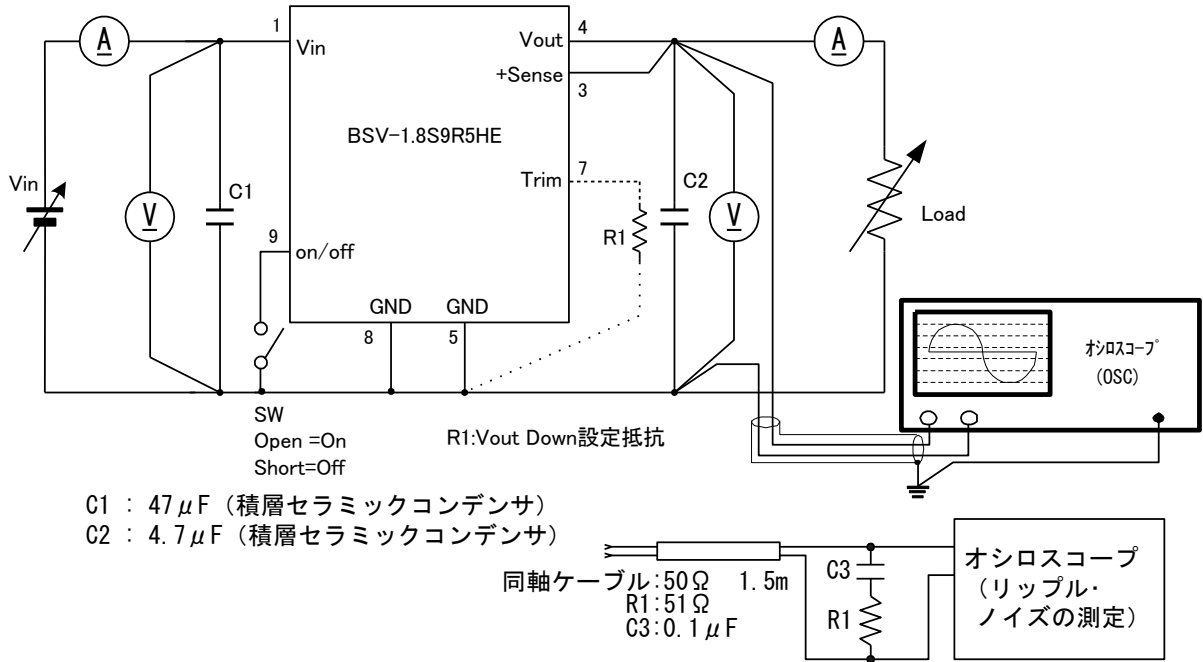 A
1
Vin
Vout
4
A
+Sense
3
BSV-1.8S9R5HE
Vin
V
C1
Trim
7
R1
C2
V
Load
9
on/off
GND
GND
8
5
オシロスコープ
(OSC)
SW
Open =On
Short=Off
R1:Vout Down設定抵抗
C1 : 47μF (積層セラミックコンデンサ)
C2 : 4.7μF (積層セラミックコンデンサ)
同軸ケーブル:50Ω 1.5m
R1:51Ω
C3:0.1μF
C3
R1
オシロスコープ
(リップル・
ノイズの測定)